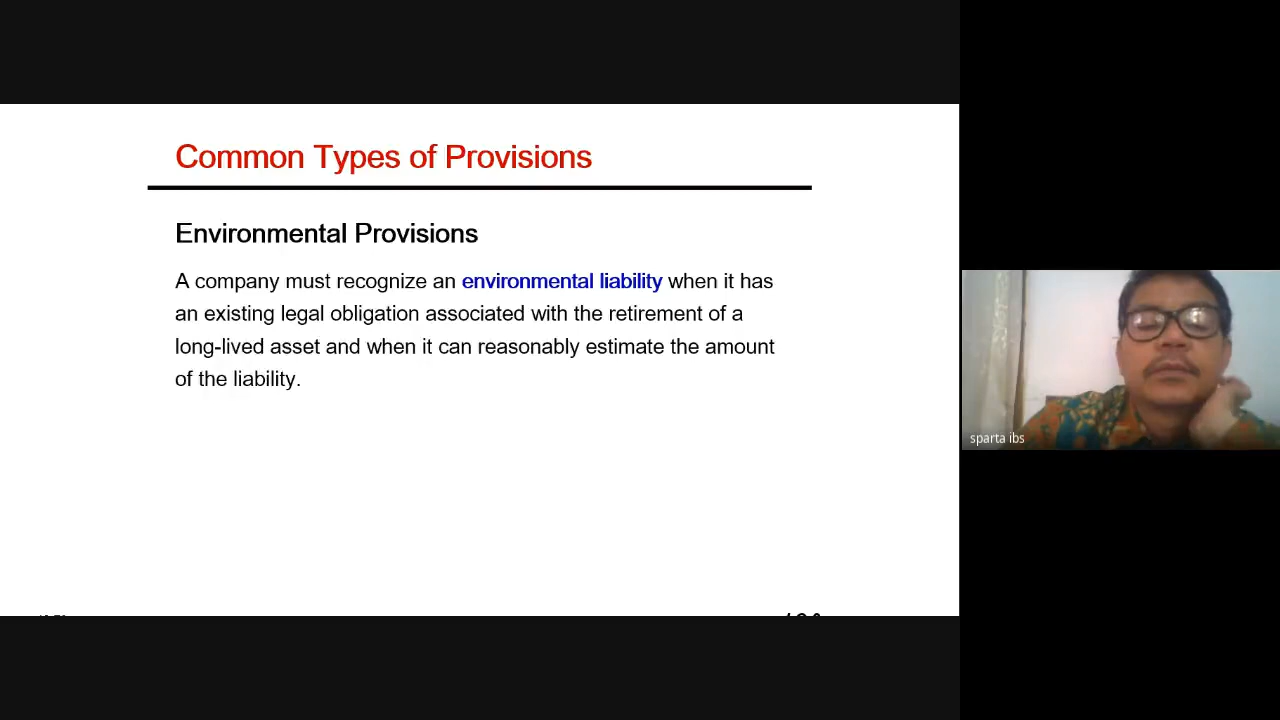 Common Types of Provisions
Environmental Provisions
A company must recognize an environmental liability when it has
an existing legal obligation associated with the retirement of a
long-lived asset and when it can reasonably estimate the amount
of the liability.
sparta ibs